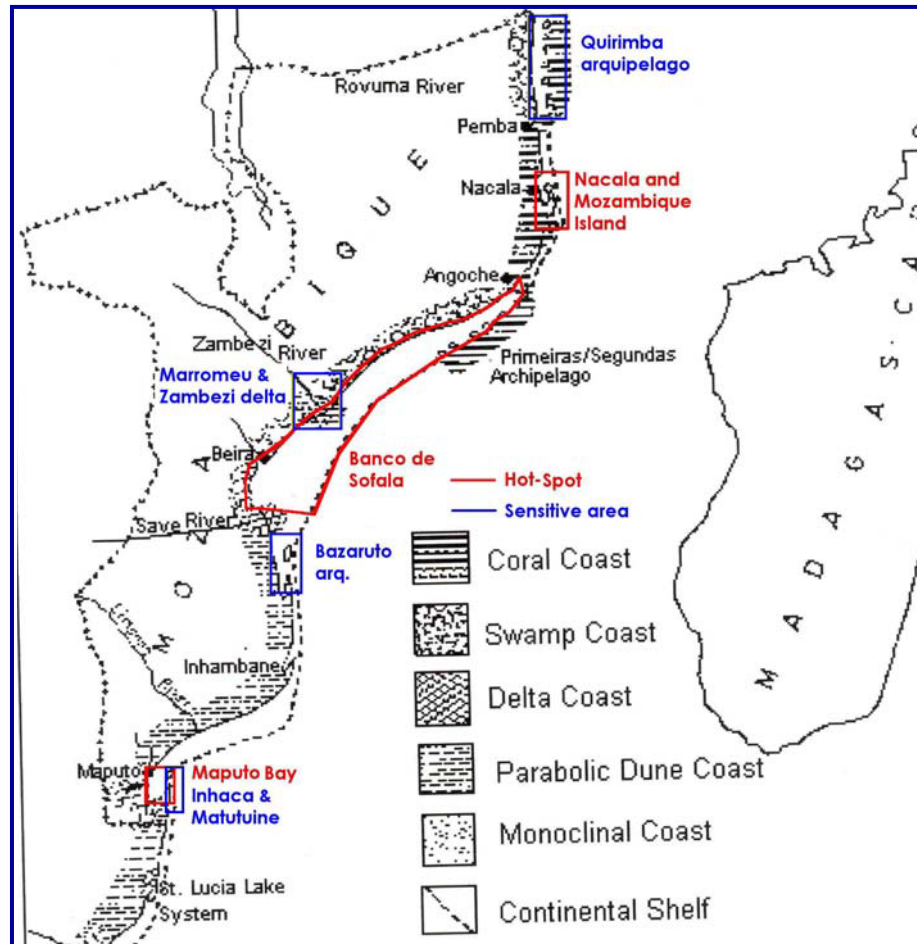 Quirimba
arquipelago
Rovuma River
Pemba
Nacala
Nacala and
Mozambique
Island
Angoche
Zambezi
River
Primeiras/Segundas
Archipelago
Marromeu &
Zambezi delta
Beira
Banco de
Sofala
Hot-Spot
Sensitive area
Save River
Bazaruto
arq.
Coral Coast
Swamp Coast
Delta Coast
Inhambane
Parabolic Dune Coast
Maputo
Maputo Bay
Inhaca &
Matutuine
Monoclinal Coast
St. Lucia Lake
System
Continental Shelf
M O Z A BIQUE
MADAGASCA